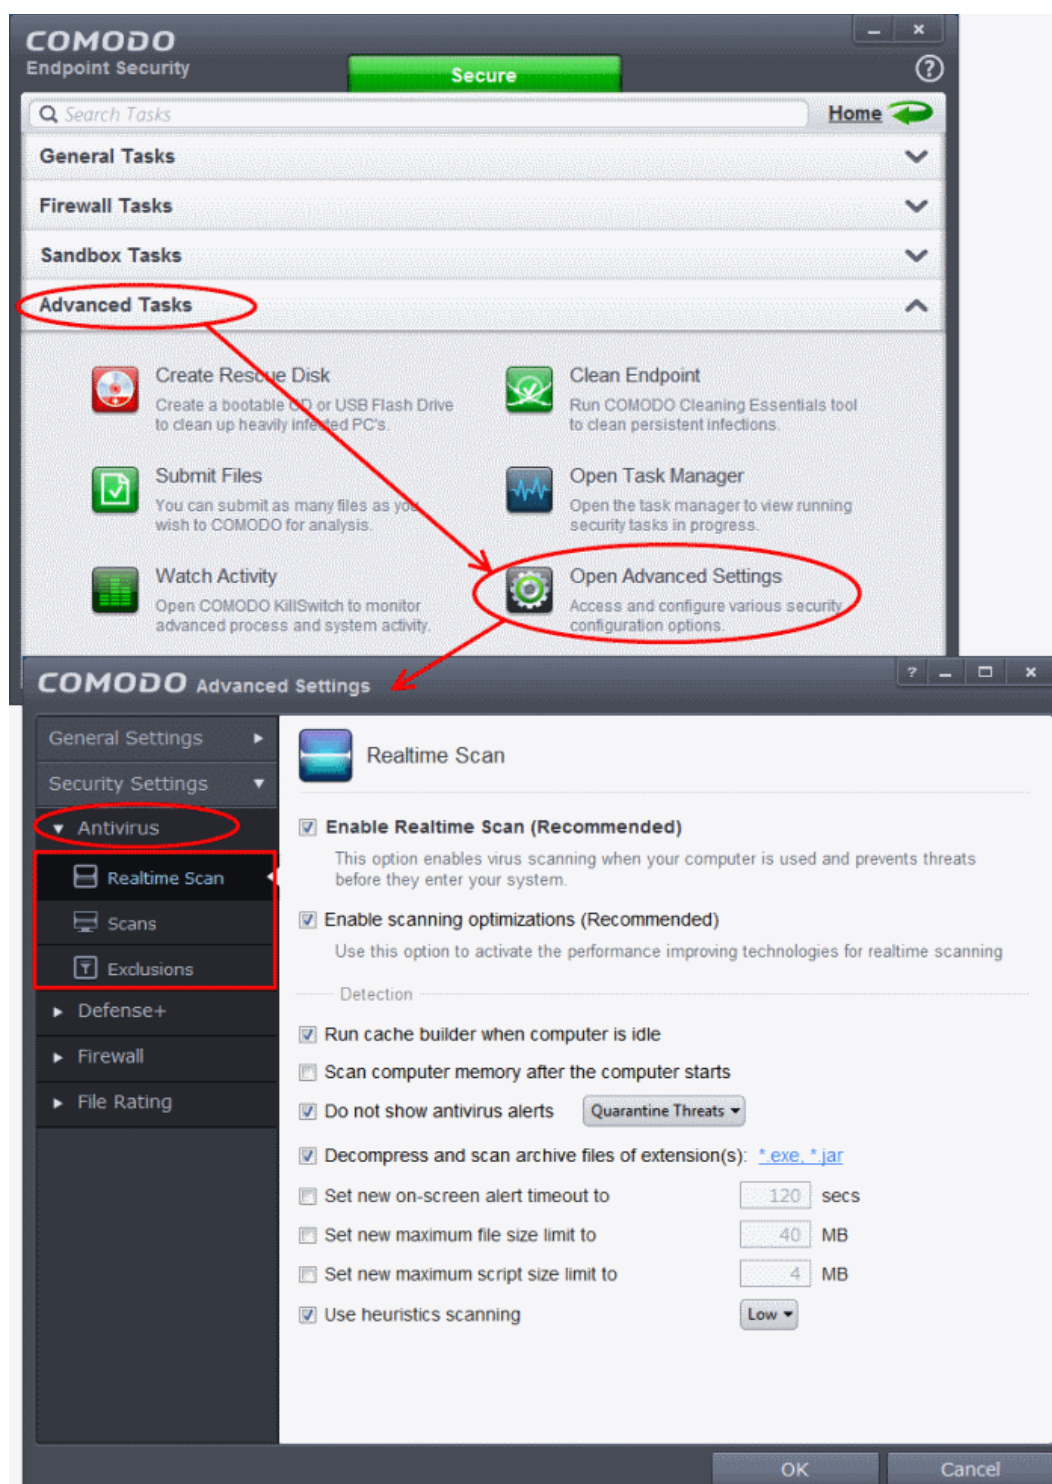 COMODO
Endpoint Security
Secure
?
Search Tasks
Home
General Tasks
Firewall Tasks
Sandbox Tasks
Advanced Tasks
Create Rescue Disk
Create a bootable CD or USB Flash Drive
to clean up heavily infected PC's.
Clean Endpoint
Run COMODO Cleaning Essentials tool
to clean persistent infections.
Submit Files
You can submit as many files as you
wish to COMODO for analysis.
Open Task Manager
Open the task manager to view running
security tasks in progress.
Watch Activity
Open COMODO KillSwitch to monitor
advanced process and system activity.
Open Advanced Settings
Access and configure various security
configuration options.
COMODO Advanced Settings
?
General Settings
Security Settings
Antivirus
Realtime Scan
Scans
Exclusions
Defense+
Firewall
File Rating
Realtime Scan
Enable Realtime Scan (Recommended)
This option enables virus scanning when your computer is used and prevents threats
before they enter your system.
Enable scanning optimizations (Recommended)
Use this option to activate the performance improving technologies for realtime scanning
Detection
Run cache builder when computer is idle
Scan computer memory after the computer starts
Do not show antivirus alerts Quarantine Threats
Decompress and scan archive files of extension(s): *.exe, *.jar
Set new on-screen alert timeout to 120 secs
Set new maximum file size limit to 40 MB
Set new maximum script size limit to 4 MB
Use heuristics scanning Low
OK Cancel